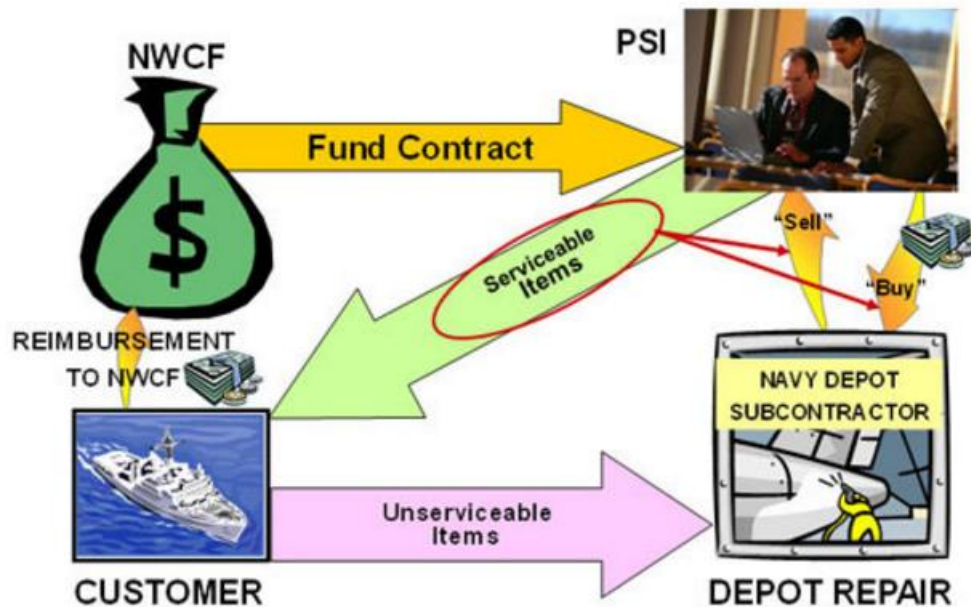 NWCF
PSI
Fund Contract
"Sell"
Serviceable
Items
"Buy"
REIMBURSEMENT
TO NWCF
NAVY DEPOT
SUBCONTRACTOR
Unserviceable
Items
CUSTOMER
DEPOT REPAIR
$